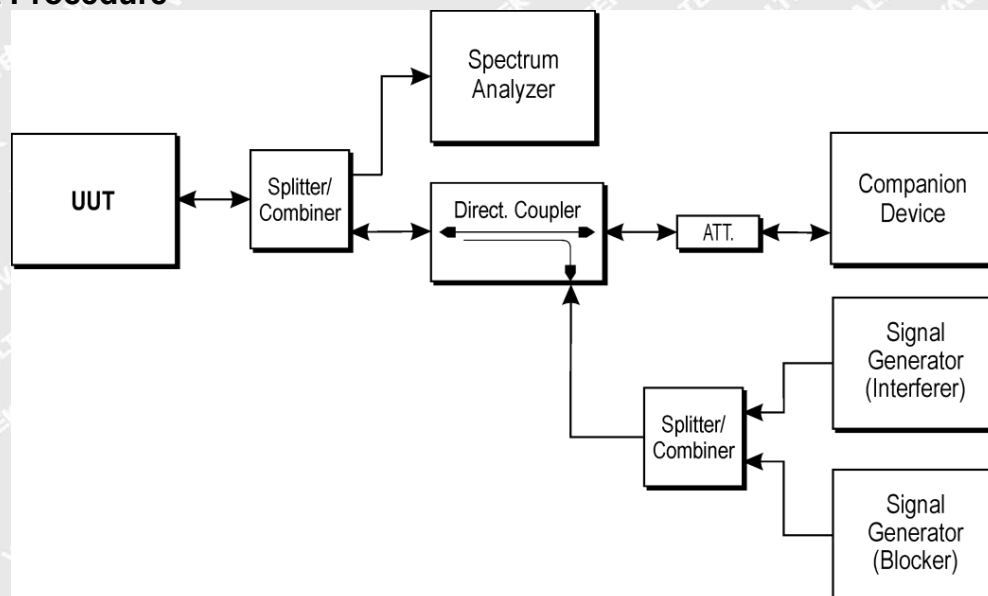 Procedure
Spectrum
Analyzer
UUT
Splitter/
Combiner
Direct. Coupler
ATT.
Companion
Device
Signal
Generator
(Interferer)
Splitter/
Combiner
Signal
Generator
(Blocker)